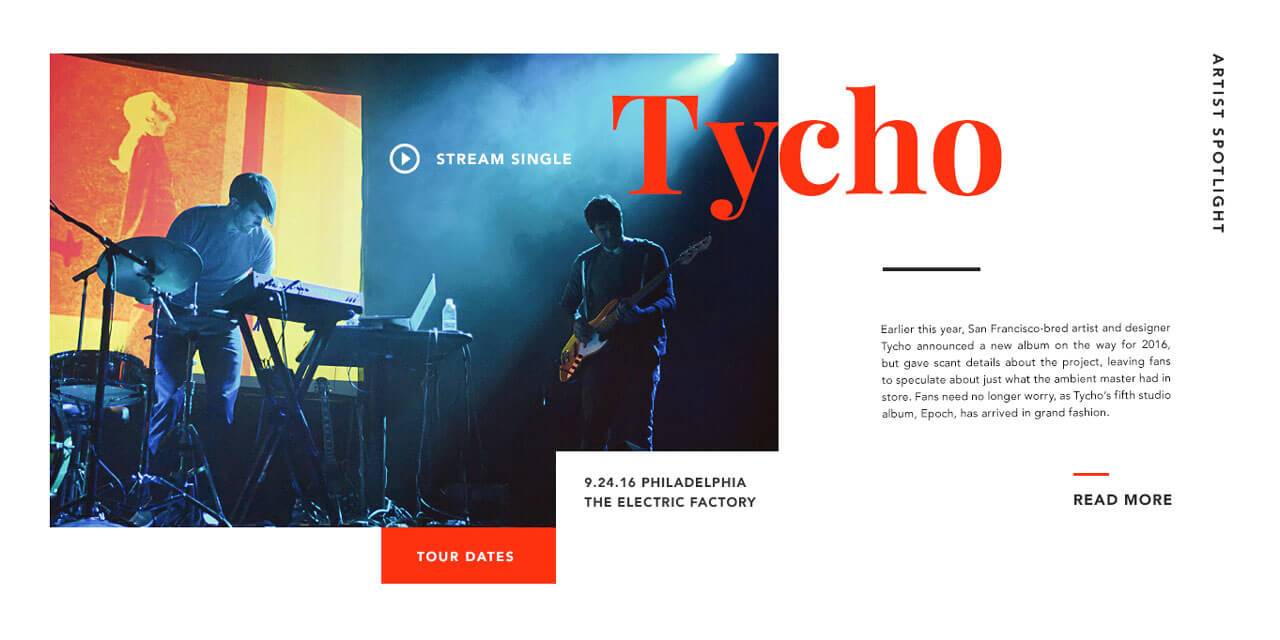 Tycho
ARTIST SPOTLIGHT
STREAM SINGLE
Earlier this year, San Francisco-bred artist and designer
Tycho announced a new album on the way for 2016,
but gave scant details about the project, leaving fans
to speculate about just what the ambient master had in
store. Fans need no longer worry, as Tycho's fifth studio
album, Epoch, has arrived in grand fashion.
9.24.16 PHILADELPHIA
THE ELECTRIC FACTORY
READ MORE
TOUR DATES